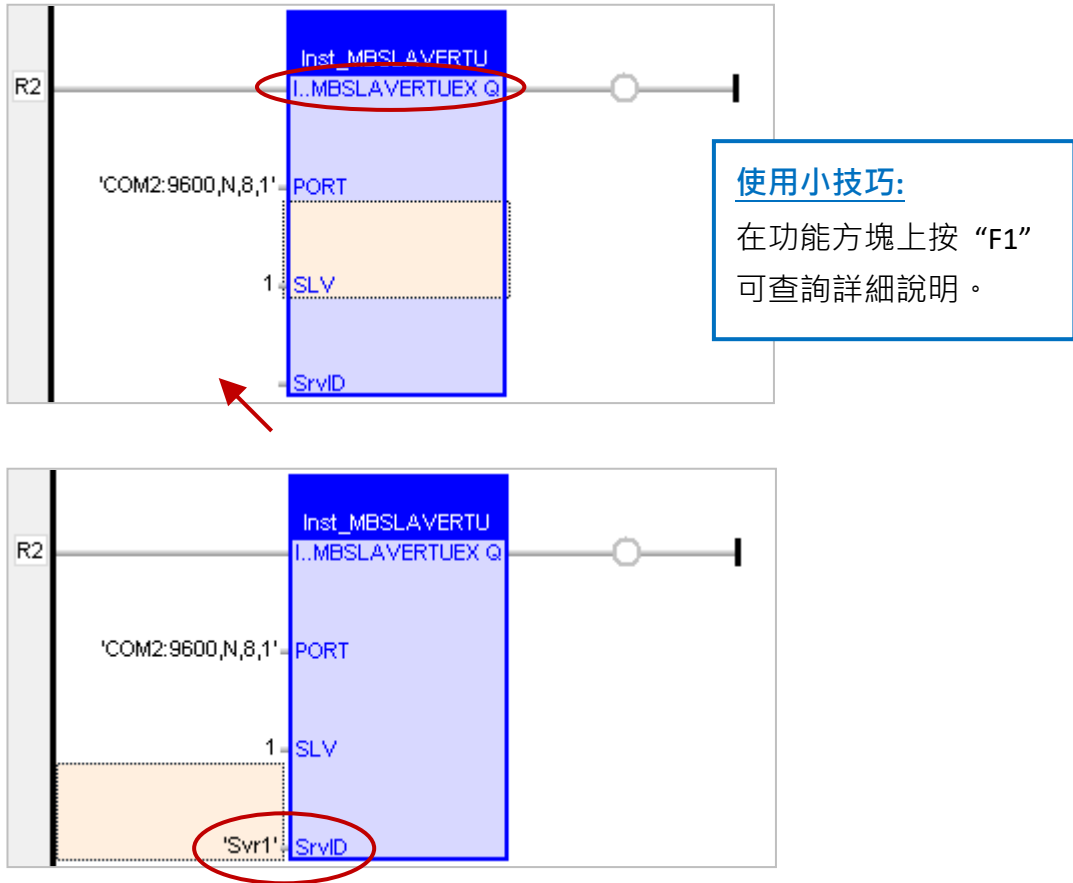 Inst_MBSLAVERTU
R2
I..MBSLAVERTUEX Q
'COM2:9600,N,8,1' PORT
1 SLV
SrvID
使用小技巧:
在功能方塊上按 “F1”
可查詢詳細說明。
Inst_MBSLAVERTU
R2
I..MBSLAVERTUEX Q
'COM2:9600,N,8,1' PORT
1 SLV
'Svr1' SrvID